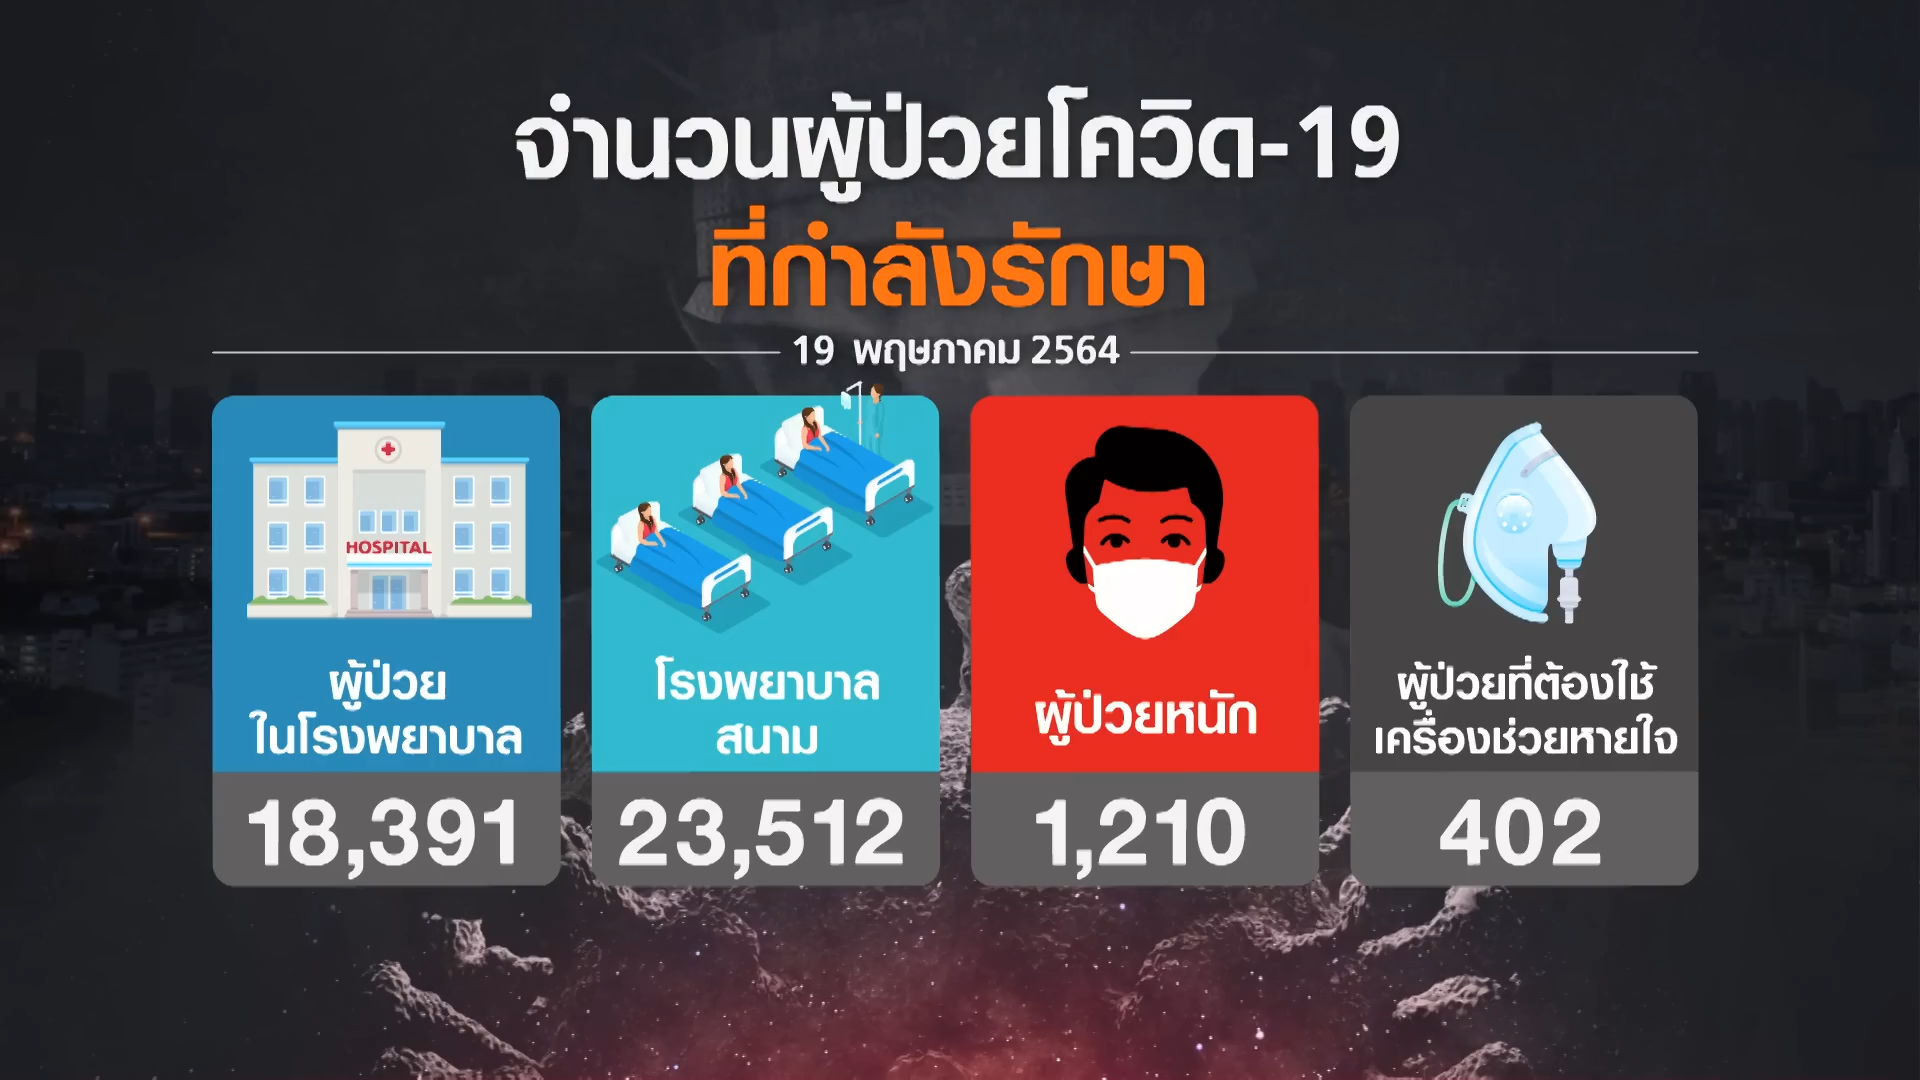 จำนวนผู้ป่วยโควิด-19
ที่กำลังรักษา
19 พฤษภาคม 2564
HOSPITAL
ผู้ป่วย
ในโรงพยาบาล
18,391
โรงพยาบาล
สนาม
23,512
ผู้ป่วยหนัก
1,210
ผู้ป่วยที่ต้องใช้
เครื่องช่วยหายใจ
402